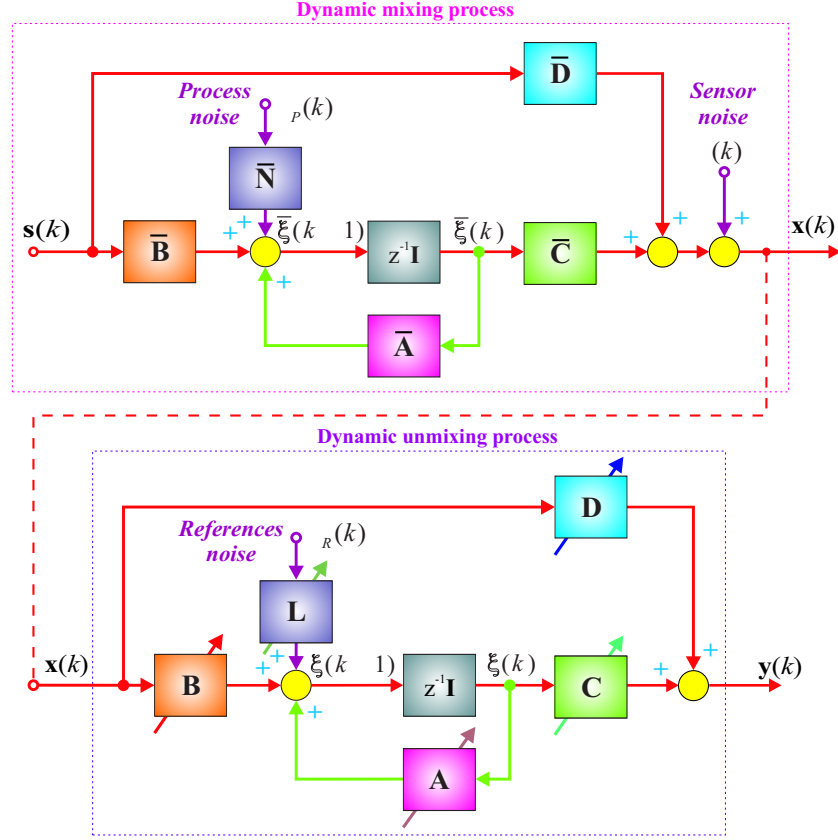 Dynamic mixing process
D̅
Process
noise
P(k)
Sensor
noise
(k)
N̅
s(k)
B̅
+
+
ξ̅(k
1)
z⁻¹I
ξ̅(k)
C̅
+
+
+
x(k)
+
A̅
Dynamic unmixing process
D
References
noise
R(k)
L
x(k)
B
+
+
ξ(k
1)
z⁻¹I
ξ(k)
C
+
+
y(k)
+
A